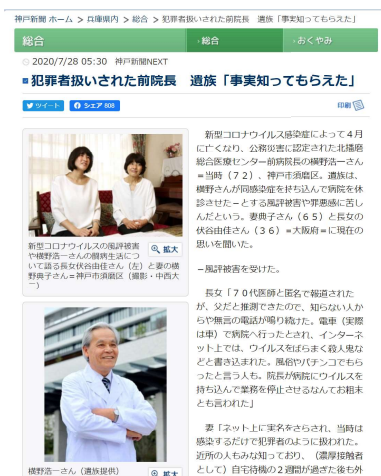 神戸新聞 ホーム > 兵庫県内 > 総合 > 犯罪者扱いされた前院長 遺族「事実知ってもらえた」
総合
総合
おくやみ
2020/7/28 05:30 神戸新聞NEXT
犯罪者扱いされた前院長 遺族「事実知ってもらえた」
ツイート
シェア 808
印刷
新型コロナウイルスの風評被害
や横野浩一さんの闘病生活につ
いて語る長女伏谷由佳さん(左)と妻の横
野典子さん=神戸市須磨区(撮影・中西大
二)
拡大
横野浩一さん(遺族提供)
拡大
新型コロナウイルス感染症によって4月
に亡くなり、公務災害に認定された北播磨
総合医療センター前病院長の横野浩一さん
=当時(72)、神戸市須磨区。遺族は、
横野さんが同感染症を持ち込んで病院を休
診させた-とする風評被害や罪悪感に苦し
んだという。妻典子さん(65)と長女の
伏谷由佳さん(36)=大阪府=に現在の
思いを聞いた。
-風評被害を受けた。
長女「70代医師と匿名で報道された
が、父だと推測できたので、知らない人か
らや無言の電話が鳴り続けた。電車(実際
は車)で病院へ行ったとされ、インターネ
ット上では、ウイルスをばらまく殺人鬼な
どと書き込まれた。風俗やパチンコでもら
ったと言う人も。院長が病院にウイルスを
持ち込んで業務を停止させるなんてお粗末
とも言われた」
妻「ネット上に実名をさらされ、当時は
感染するだけで犯罪者のように扱われた。
近所の人もみな知っており、(濃厚接触者
として)自宅待機の2週間が過ぎた後も外